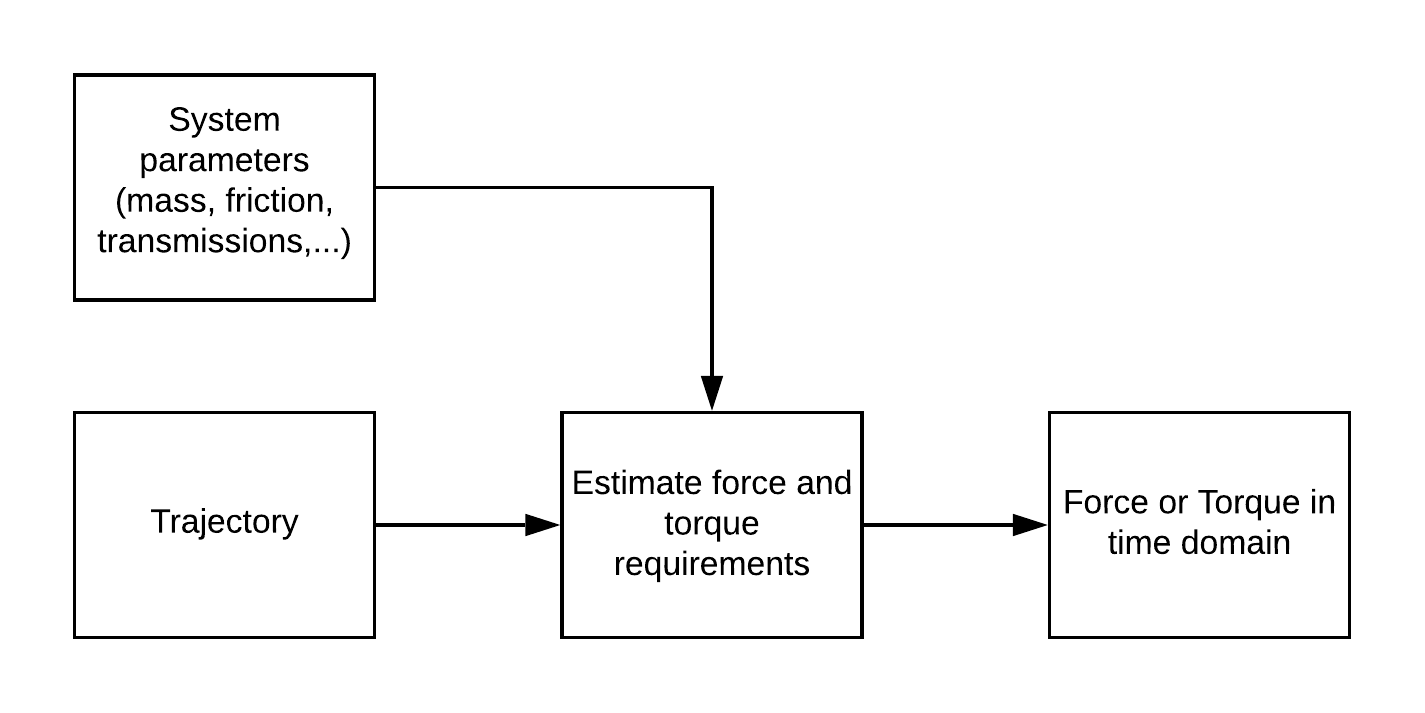 System
parameters
(mass, friction,
transmissions,...)
Trajectory
Estimate force and
torque
requirements
Force or Torque in
time domain